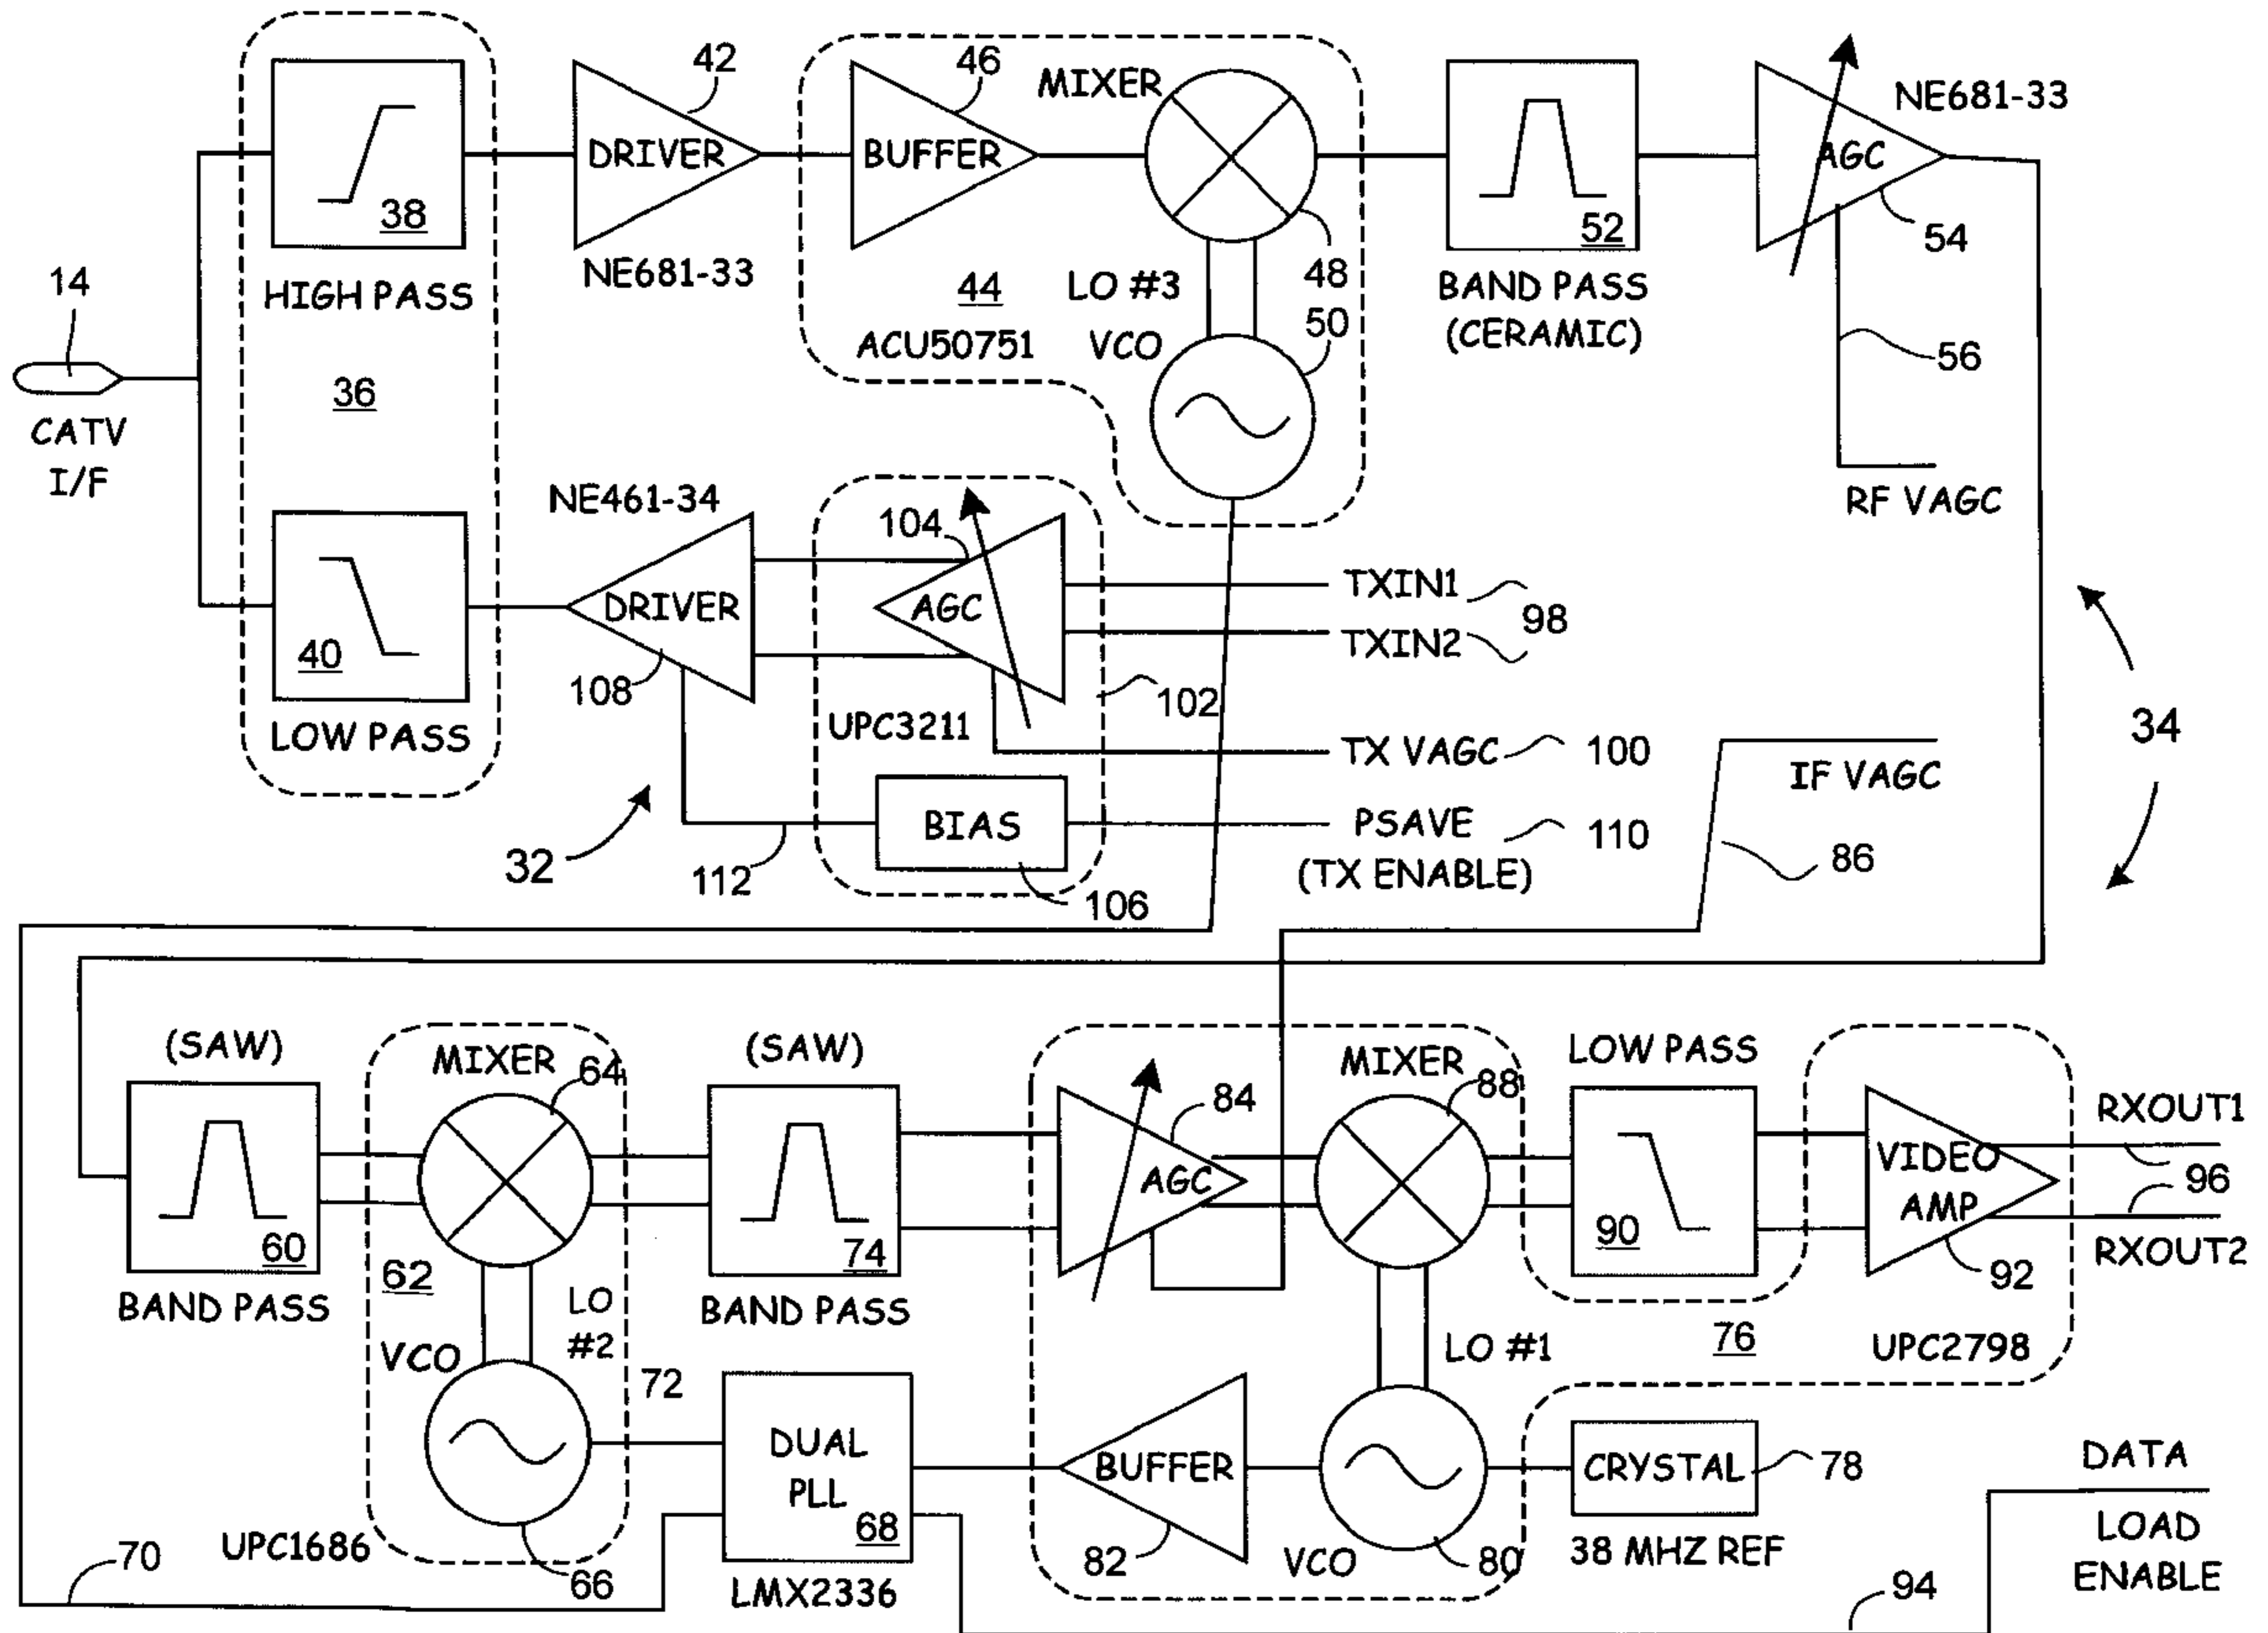 42
46
MIXER
NE681-33
DRIVER
BUFFER
AGC
38
52
54
14
HIGH PASS
NE681-33
44
LO #3
48
BAND PASS
(CERAMIC)
50
ACU50751
VCO
56
36
CATV
I/F
NE461-34
RF VAGC
104
TXIN1
98
TXIN2
DRIVER
AGC
40
108
102
LOW PASS
UPC3211
TX VAGC
100
34
IF VAGC
BIAS
PSAVE
110
(TX ENABLE)
86
32
112
106
(SAW)
MIXER
64
(SAW)
MIXER
88
LOW PASS
84
RXOUT1
VIDEO
AMP
96
AGC
60
62
74
90
92
RXOUT2
BAND PASS
LO
#2
BAND PASS
LO #1
76
UPC2798
VCO
72
DUAL
PLL
68
BUFFER
CRYSTAL
78
DATA
LOAD
ENABLE
UPC1686
70
66
LMX2336
82
VCO
80
38 MHZ REF
94